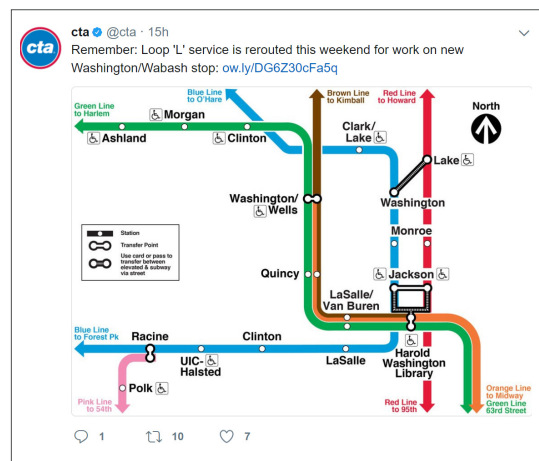 cta @cta · 15h
Remember: Loop 'L' service is rerouted this weekend for work on new
Washington/Wabash stop: ow.ly/DG6Z30cFa5q
cta
Blue Line
to O'Hare
Brown Line
to Kimball
Red Line
to Howard
Green Line
to Harlem
Morgan
North
Ashland
Clinton
Clark/
Lake
Lake
Washington/
Wells
Washington
Station
Transfer Point
Use card or pass to
transfer between
elevated & subway
via street
Monroe
Quincy
Jackson
LaSalle/
Van Buren
Blue Line
to Forest Pk
Racine
Clinton
UIC-
Halsted
LaSalle
Harold
Washington
Library
Polk
Pink Line
to 54th
Red Line
to 95th
Orange Line
to Midway
Green Line
63rd Street
1
10
7